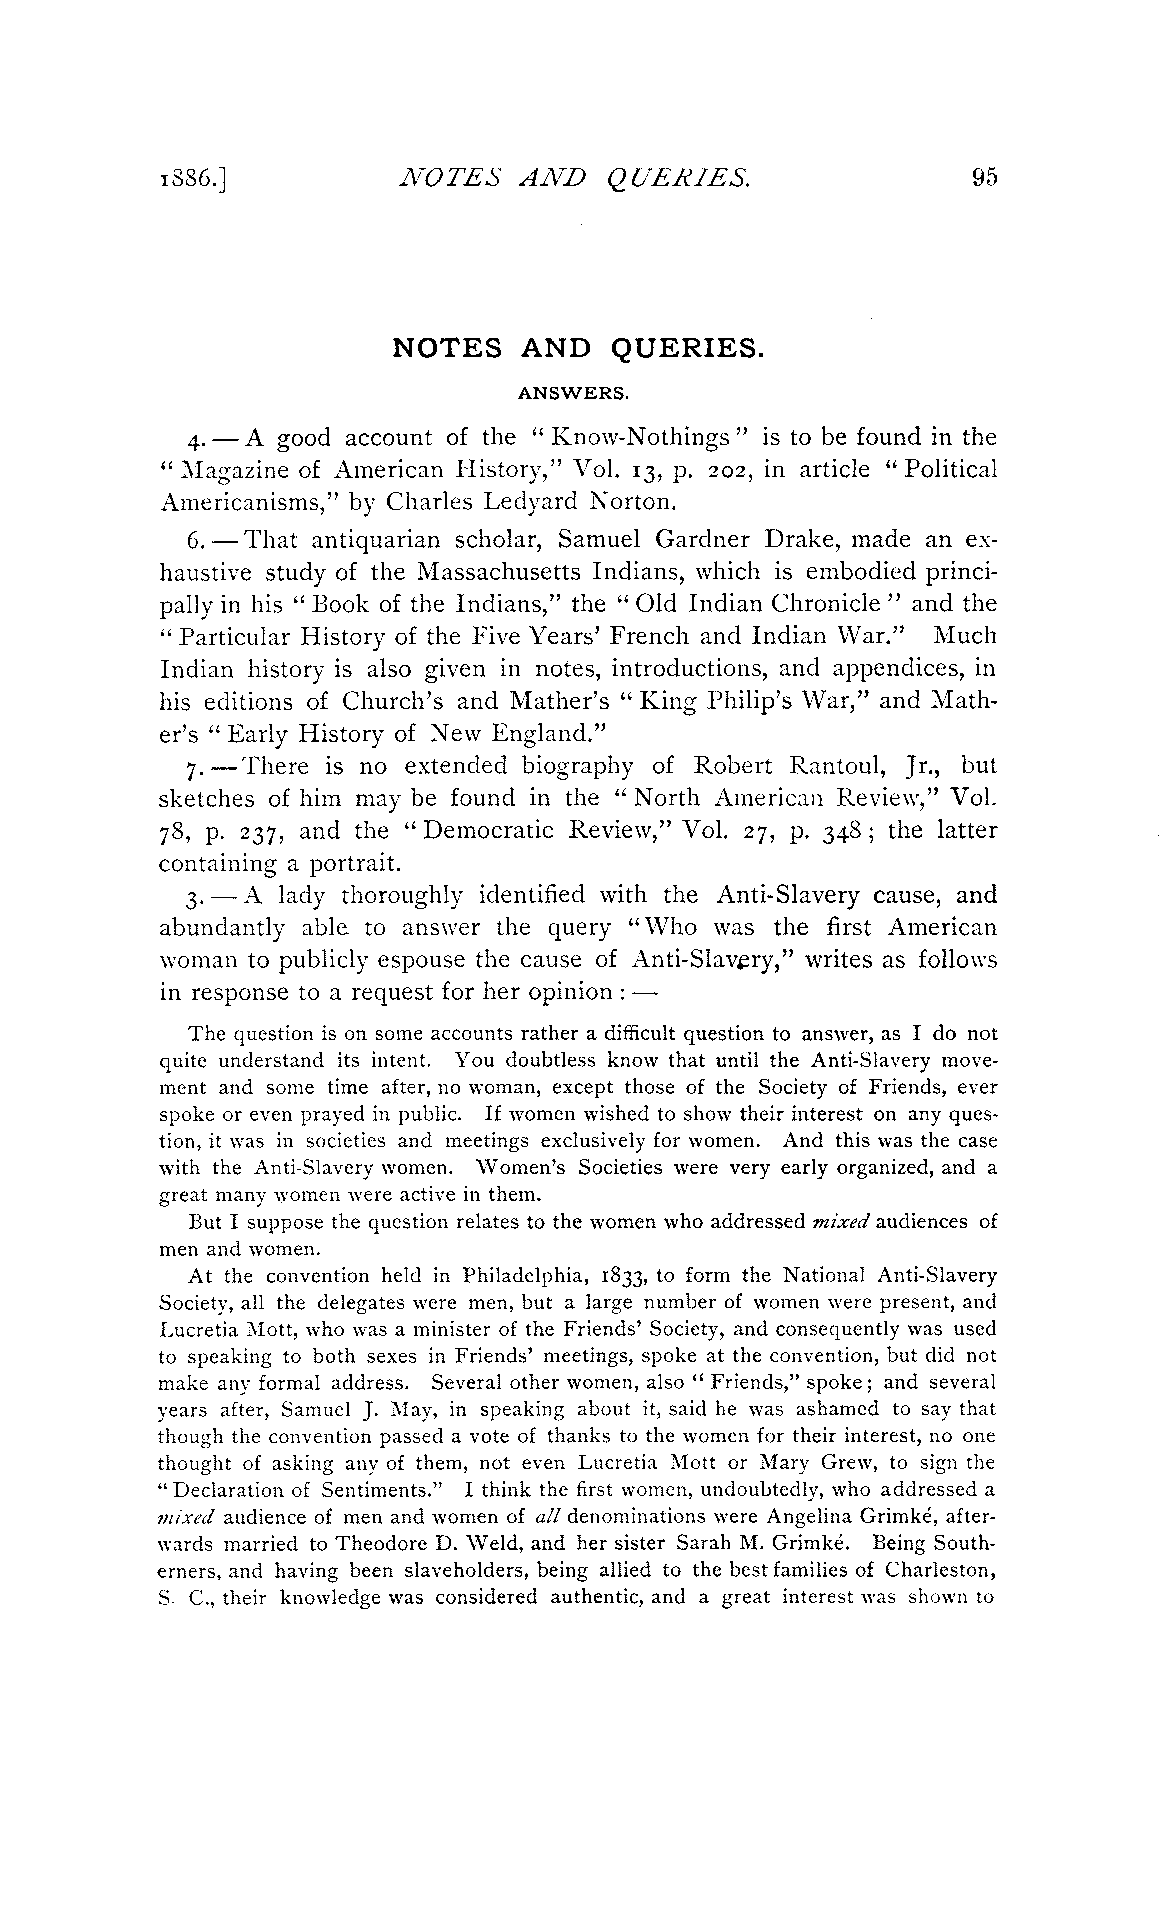 1886.] NOTES AND QUERIES. 95
NOTES AND QUERIES.
ANSWERS.
4. — A good account of the "Know-Nothings" is to be found in the
"Magazine of American History," Vol. 13, p. 202, in article "Political
Americanisms," by Charles Ledyard Norton.
6. — That antiquarian scholar, Samuel Gardner Drake, made an ex-
haustive study of the Massachusetts Indians, which is embodied princi-
pally in his "Book of the Indians," the "Old Indian Chronicle" and the
"Particular History of the Five Years' French and Indian War." Much
Indian history is also given in notes, introductions, and appendices, in
his editions of Church's and Mather's "King Philip's War," and Math-
er's "Early History of New England."
7. — There is no extended biography of Robert Rantoul, Jr., but
sketches of him may be found in the "North American Review," Vol.
78, p. 237, and the "Democratic Review," Vol. 27, p. 348; the latter
containing a portrait.
3. — A lady thoroughly identified with the Anti-Slavery cause, and
abundantly able to answer the query "Who was the first American
woman to publicly espouse the cause of Anti-Slavery," writes as follows
in response to a request for her opinion : —
The question is on some accounts rather a difficult question to answer, as I do not
quite understand its intent. You doubtless know that until the Anti-Slavery move-
ment and some time after, no woman, except those of the Society of Friends, ever
spoke or even prayed in public. If women wished to show their interest on any ques-
tion, it was in societies and meetings exclusively for women. And this was the case
with the Anti-Slavery women. Women's Societies were very early organized, and a
great many women were active in them.
But I suppose the question relates to the women who addressed mixed audiences of
men and women.
At the convention held in Philadelphia, 1833, to form the National Anti-Slavery
Society, all the delegates were men, but a large number of women were present, and
Lucretia Mott, who was a minister of the Friends' Society, and consequently was used
to speaking to both sexes in Friends' meetings, spoke at the convention, but did not
make any formal address. Several other women, also "Friends," spoke; and several
years after, Samuel J. May, in speaking about it, said he was ashamed to say that
though the convention passed a vote of thanks to the women for their interest, no one
thought of asking any of them, not even Lucretia Mott or Mary Grew, to sign the
"Declaration of Sentiments." I think the first women, undoubtedly, who addressed a
mixed audience of men and women of all denominations were Angelina Grimké, after-
wards married to Theodore D. Weld, and her sister Sarah M. Grimké. Being South-
erners, and having been slaveholders, being allied to the best families of Charleston,
S. C., their knowledge was considered authentic, and a great interest was shown to